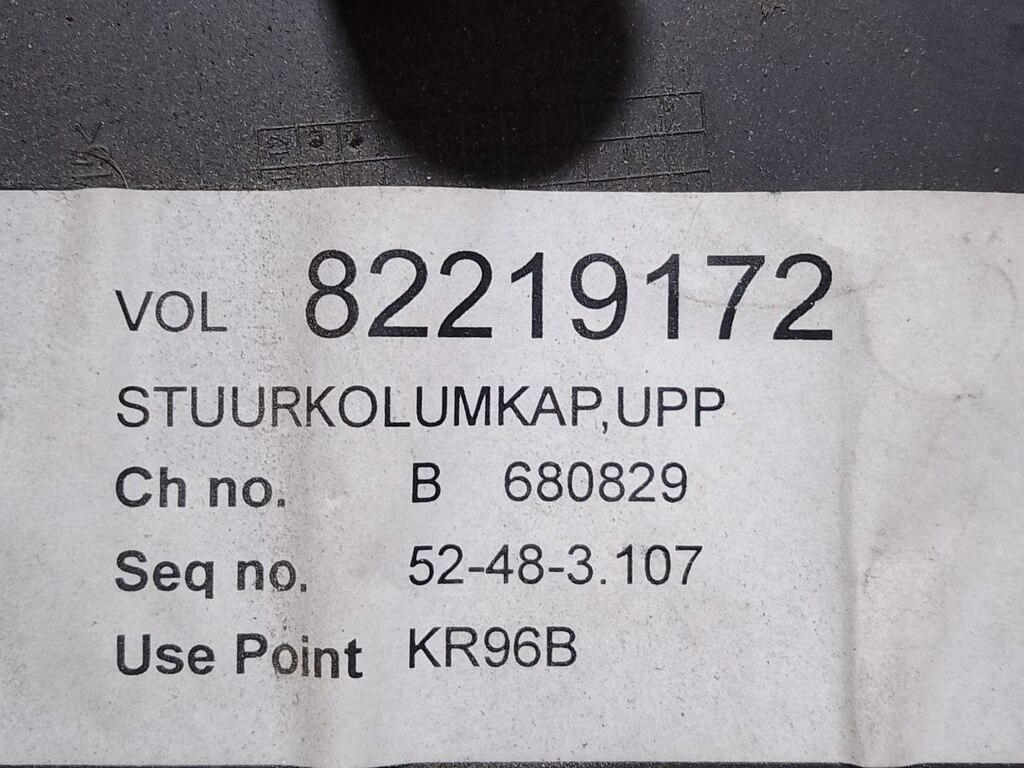 VOL 82219172
STUURKOLUMKAP,UPP
Ch no. B 680829
Seq no. 52-48-3.107
Use Point KR96B